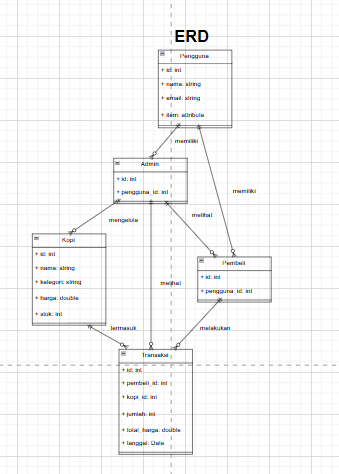 ERD
Pengguna
+ id: int
+ nama: string
+ email: string
+ item: attribute
memiliki
memiliki
Admin
+ id: int
+ pengguna_id: int
mengelola
melihat
Kopi
+ id: int
+ nama: string
+ kategori: string
+ harga: double
+ stok: int
melihat
Pembeli
+ id: int
+ pengguna_id: int
termasuk
melakukan
Transaksi
+ id: int
+ pembeli_id: int
+ kopi_id: int
+ jumlah: int
+ total_harga: double
+ tanggal: Date